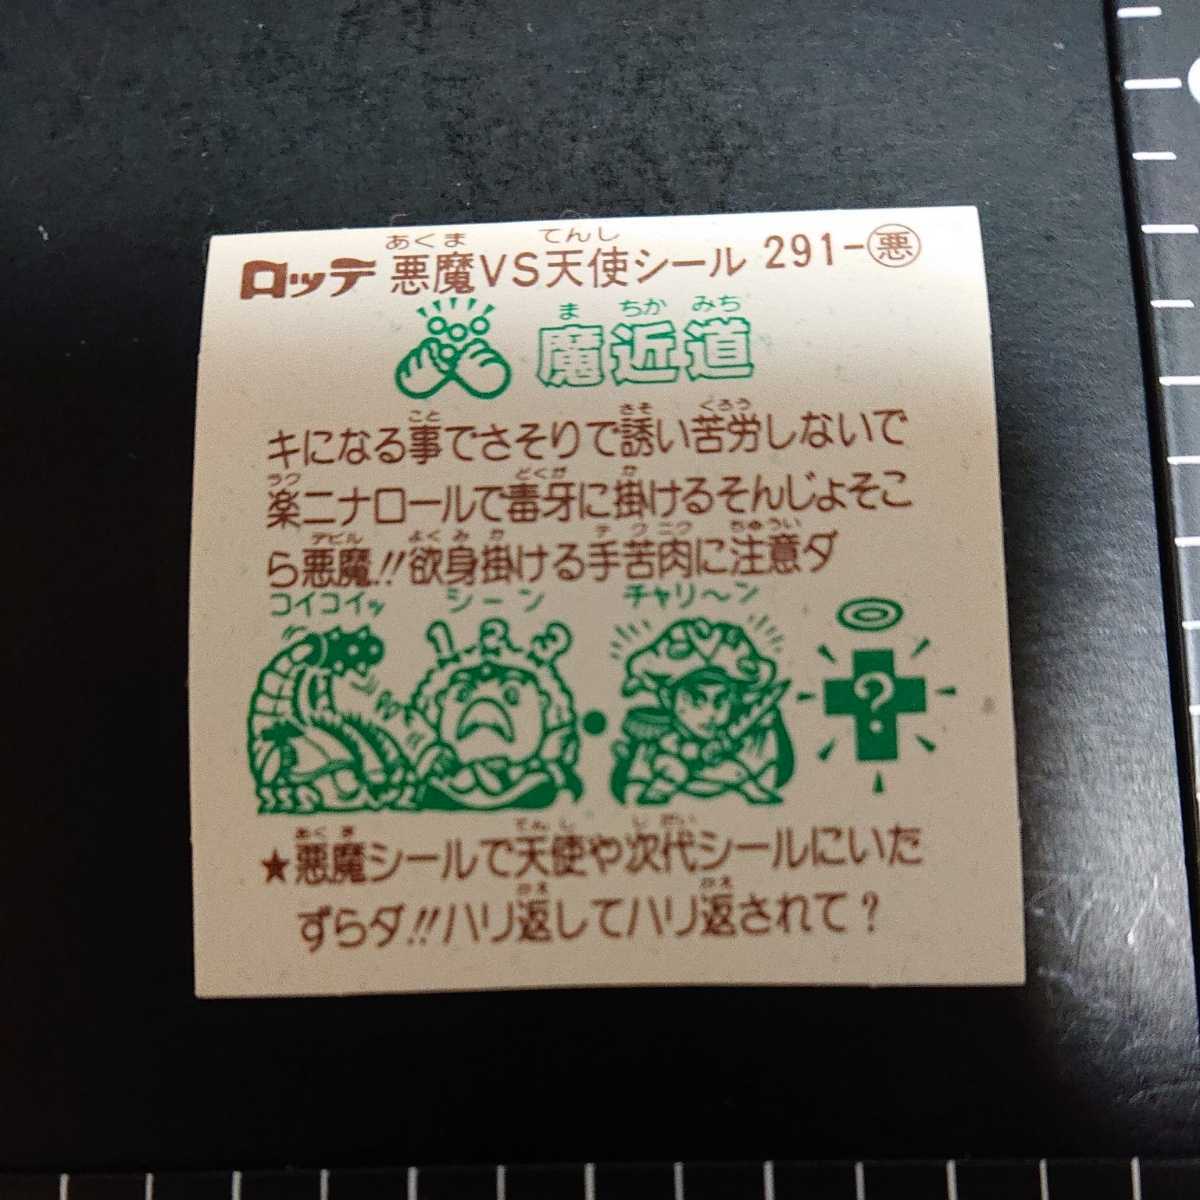 あくま てんし
ロッテ 悪魔VS天使シール 291-悪
ま ちか みち
魔近道
こと さそ くろう
キになる事でさそりで誘い苦労しないで
ラク どくが か
楽ニナロールで毒牙に掛けるそんじょそこ
デビル よくみか テクニク ちゅうい
ら悪魔!!欲身掛ける手苦肉に注意ダ
コイコイッ シーン チャリ〜ン
1 2 3
?
あくま てんし じだい
★悪魔シールで天使や次代シールにいた
かえ かえ
ずらダ!!ハリ返してハリ返されて?